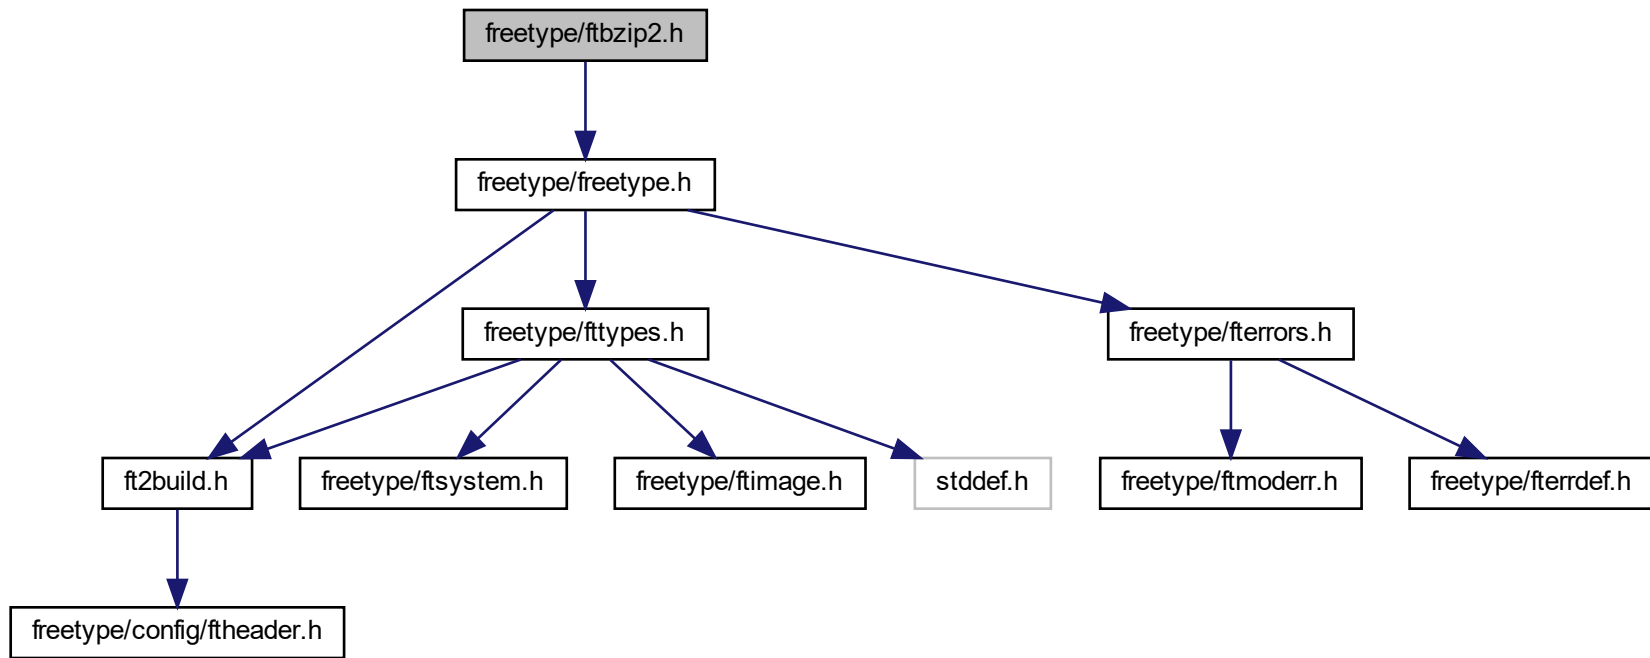 freetype/ftbzip2.h
freetype/freetype.h
freetype/fttypes.h
freetype/fterrors.h
ft2build.h
freetype/ftsystem.h
freetype/ftimage.h
stddef.h
freetype/ftmoderr.h
freetype/fterrdef.h
freetype/config/ftheader.h